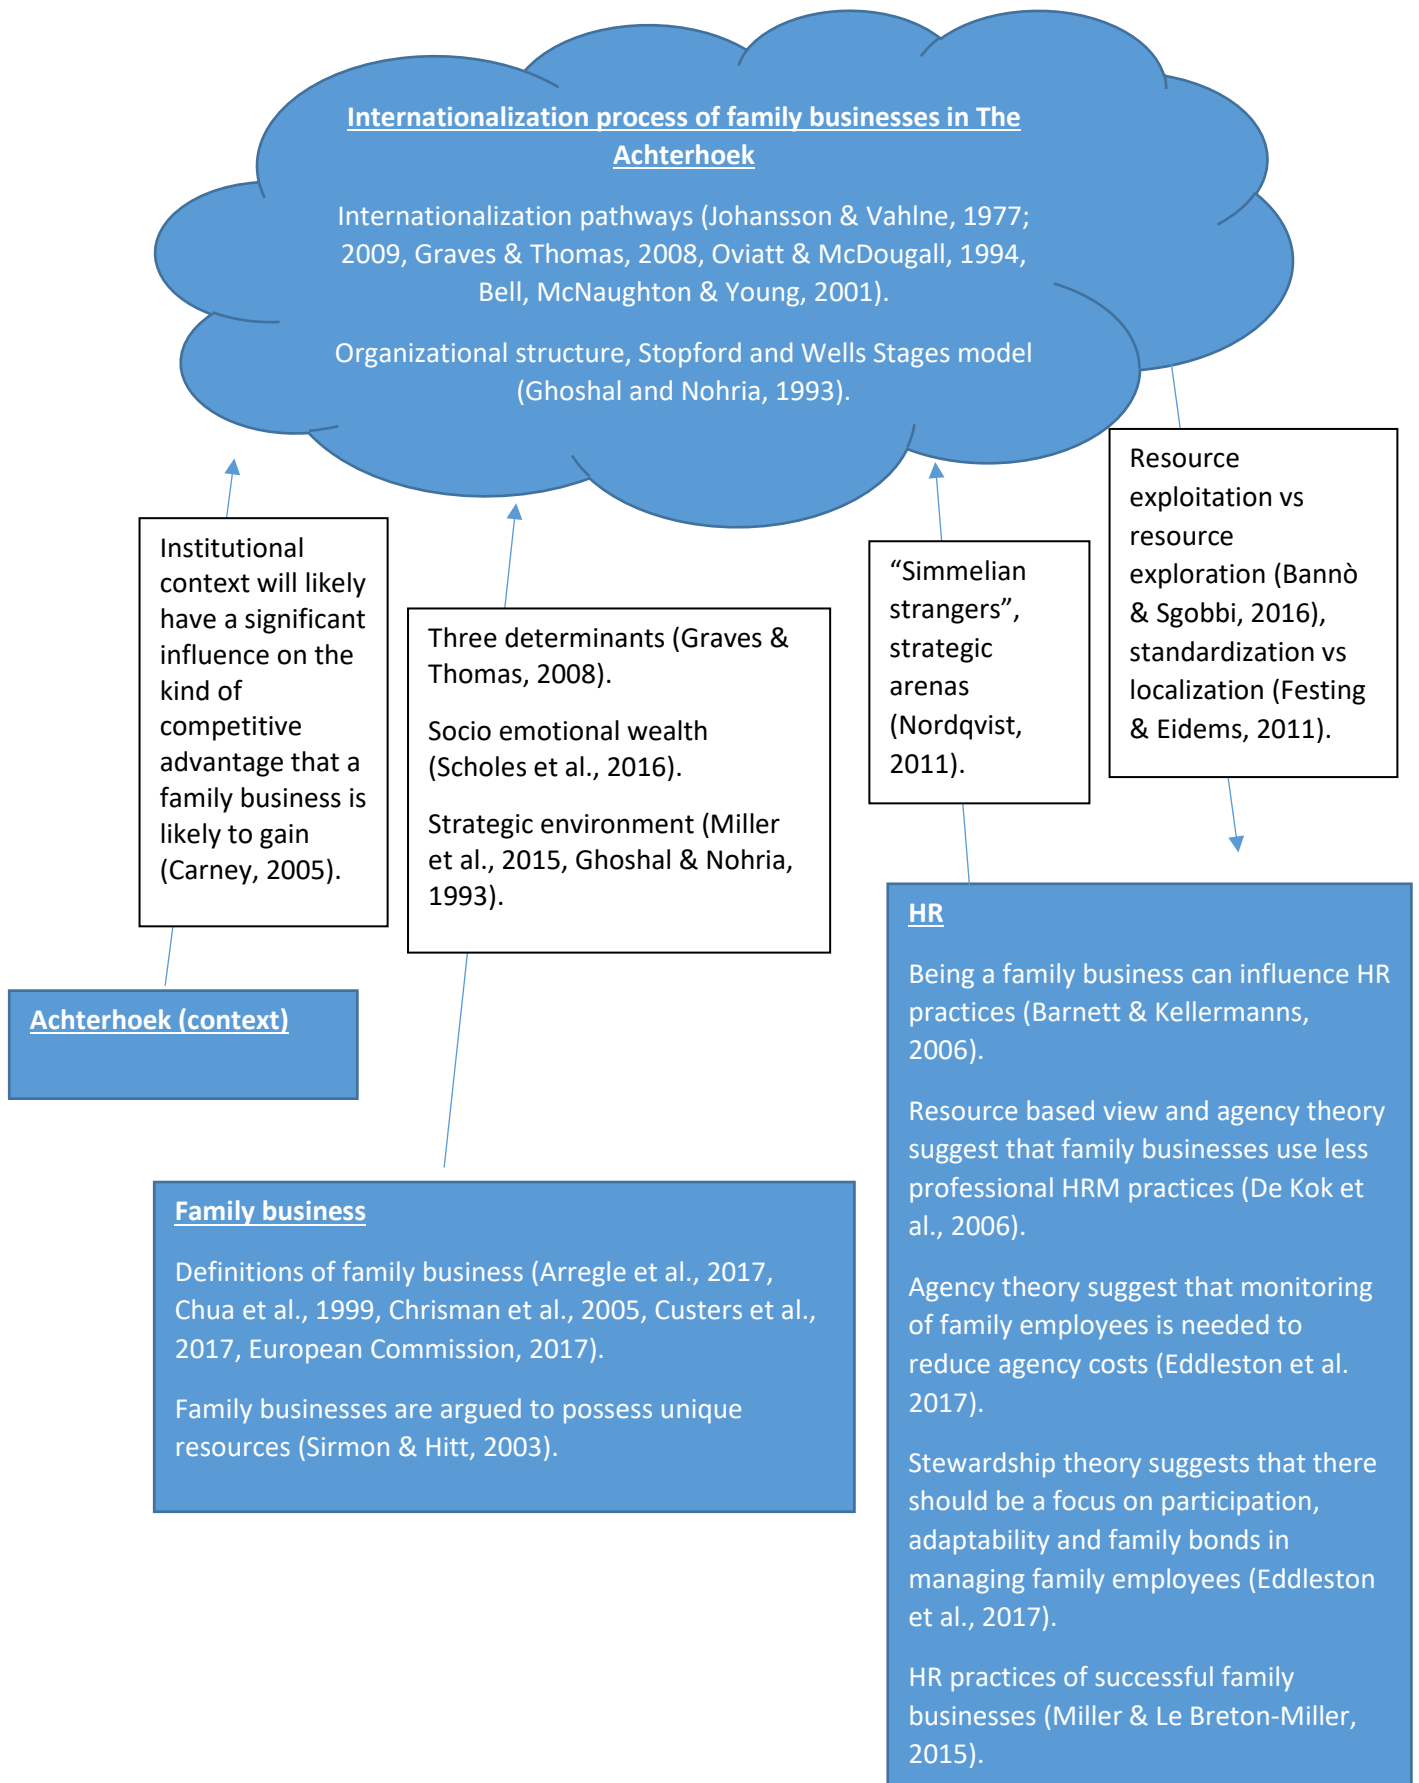 Internationalization process of family businesses in The
Achterhoek
Internationalization pathways (Johansson & Vahlne, 1977;
2009, Graves & Thomas, 2008, Oviatt & McDougall, 1994,
Bell, McNaughton & Young, 2001).
Organizational structure, Stopford and Wells Stages model
(Ghoshal and Nohria, 1993).
Institutional
context will likely
have a significant
influence on the
kind of
competitive
advantage that a
family business is
likely to gain
(Carney, 2005).
Three determinants (Graves &
Thomas, 2008).
Socio emotional wealth
(Scholes et al., 2016).
Strategic environment (Miller
et al., 2015, Ghoshal & Nohria,
1993).
“Simmelian
strangers”,
strategic
arenas
(Nordqvist,
2011).
Resource
exploitation vs
resource
exploration (Bannò
& Sgobbi, 2016),
standardization vs
localization (Festing
& Eidems, 2011).
Achterhoek (context)
Family business
Definitions of family business (Arregle et al., 2017,
Chua et al., 1999, Chrisman et al., 2005, Custers et al.,
2017, European Commission, 2017).
Family businesses are argued to possess unique
resources (Sirmon & Hitt, 2003).
HR
Being a family business can influence HR
practices (Barnett & Kellermanns,
2006).
Resource based view and agency theory
suggest that family businesses use less
professional HRM practices (De Kok et
al., 2006).
Agency theory suggest that monitoring
of family employees is needed to
reduce agency costs (Eddleston et al.
2017).
Stewardship theory suggests that there
should be a focus on participation,
adaptability and family bonds in
managing family employees (Eddleston
et al., 2017).
HR practices of successful family
businesses (Miller & Le Breton-Miller,
2015).